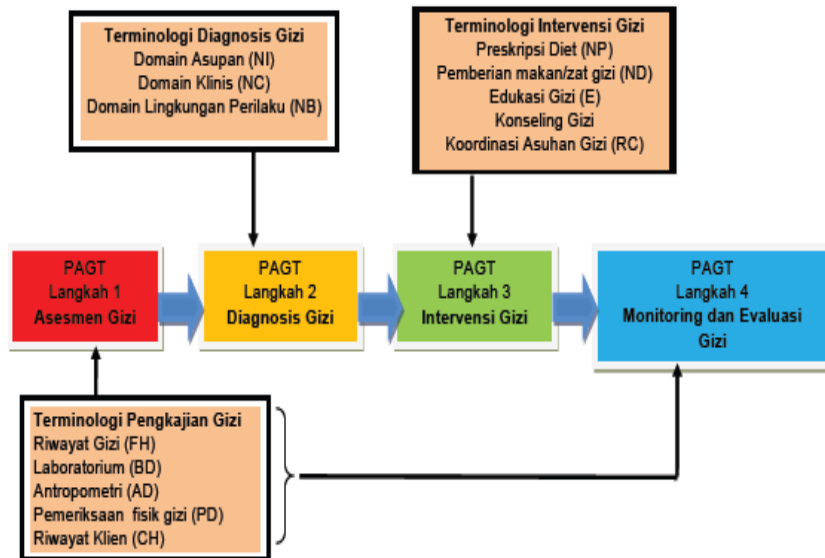 Terminologi Diagnosis Gizi
Domain Asupan (NI)
Domain Klinis (NC)
Domain Lingkungan Perilaku (NB)
Terminologi Intervensi Gizi
Preskripsi Diet (NP)
Pemberian makan/zat gizi (ND)
Edukasi Gizi (E)
Konseling Gizi
Koordinasi Asuhan Gizi (RC)
PAGT
Langkah 1
Asesmen Gizi
PAGT
Langkah 2
Diagnosis Gizi
PAGT
Langkah 3
Intervensi Gizi
PAGT
Langkah 4
Monitoring dan Evaluasi
Gizi
Terminologi Pengkajian Gizi
Riwayat Gizi (FH)
Laboratorium (BD)
Antropometri (AD)
Pemeriksaan fisik gizi (PD)
Riwayat Klien (CH)